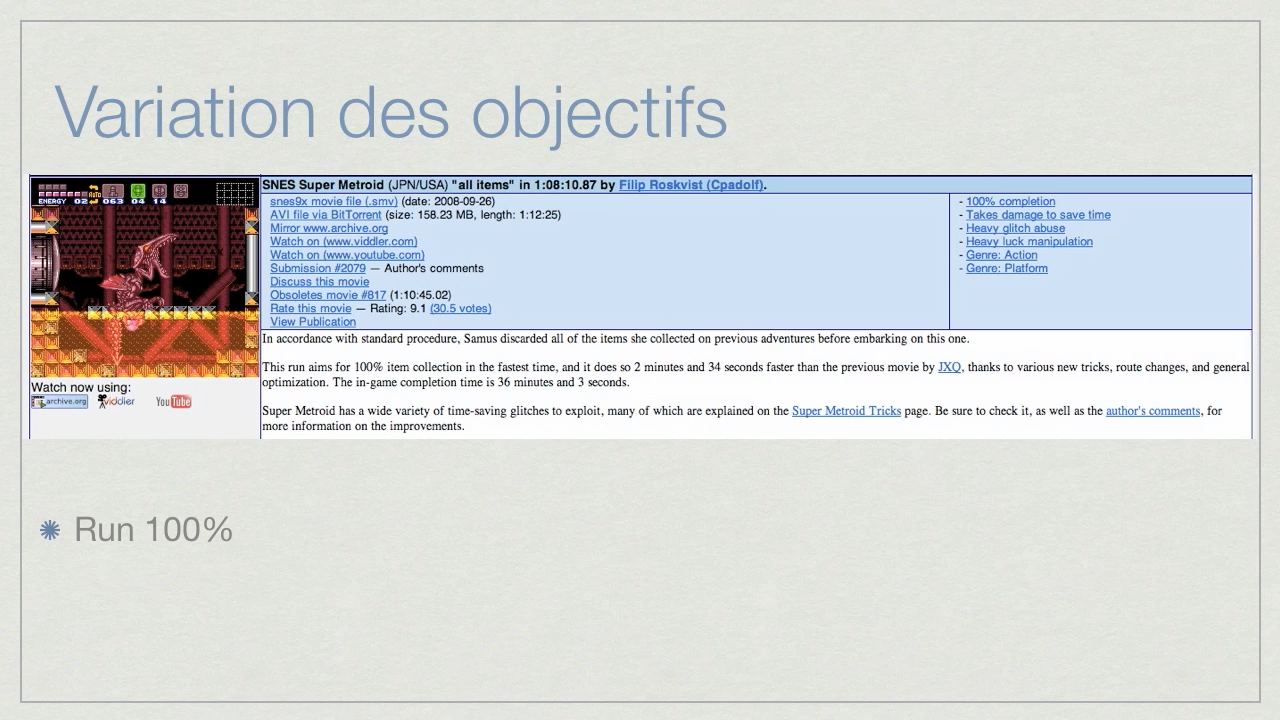 Variation des objectifs
ENERGY 02 063 04 14
AUTO
SNES Super Metroid (JPN/USA) "all items" in 1:08:10.87 by Filip Roskvist (Cpadolf).
snes9x movie file (.smv) (date: 2008-09-26)
AVI file via BitTorrent (size: 158.23 MB, length: 1:12:25)
Mirror www.archive.org
Watch on (www.viddler.com)
Watch on (www.youtube.com)
Submission #2079 — Author's comments
Discuss this movie
Obsoletes movie #817 (1:10:45.02)
Rate this movie — Rating: 9.1 (30.5 votes)
View Publication
- 100% completion
- Takes damage to save time
- Heavy glitch abuse
- Heavy luck manipulation
- Genre: Action
- Genre: Platform
In accordance with standard procedure, Samus discarded all of the items she collected on previous adventures before embarking on this one.
This run aims for 100% item collection in the fastest time, and it does so 2 minutes and 34 seconds faster than the previous movie by JXQ, thanks to various new tricks, route changes, and general
optimization. The in-game completion time is 36 minutes and 3 seconds.
Super Metroid has a wide variety of time-saving glitches to exploit, many of which are explained on the Super Metroid Tricks page. Be sure to check it, as well as the author's comments, for
more information on the improvements.
Watch now using:
archive.org viddler YouTube
Run 100%